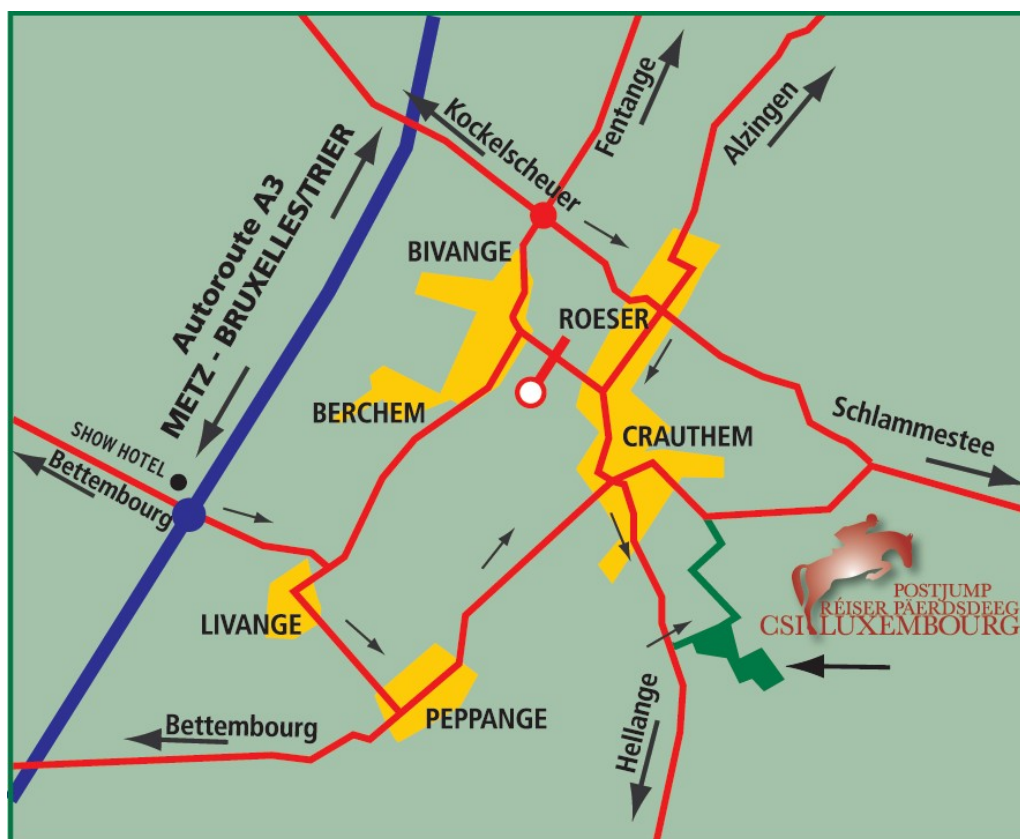 Kockelscheuer
Fentange
Alzingen
Autoroute A3
METZ - BRUXELLES/TRIER
BIVANGE
ROESER
BERCHEM
CRAUTHEM
Schlammestee
SHOW HOTEL
Bettembourg
POSTJUMP
RÉISER PÄERDSDEEG
CSI LUXEMBOURG
LIVANGE
PEPPANGE
Bettembourg
Hellange